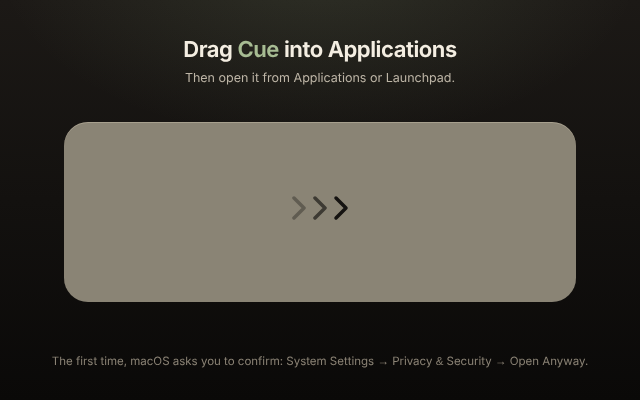 Drag Cue into Applications
Then open it from Applications or Launchpad.
The first time, macOS asks you to confirm: System Settings → Privacy & Security → Open Anyway.